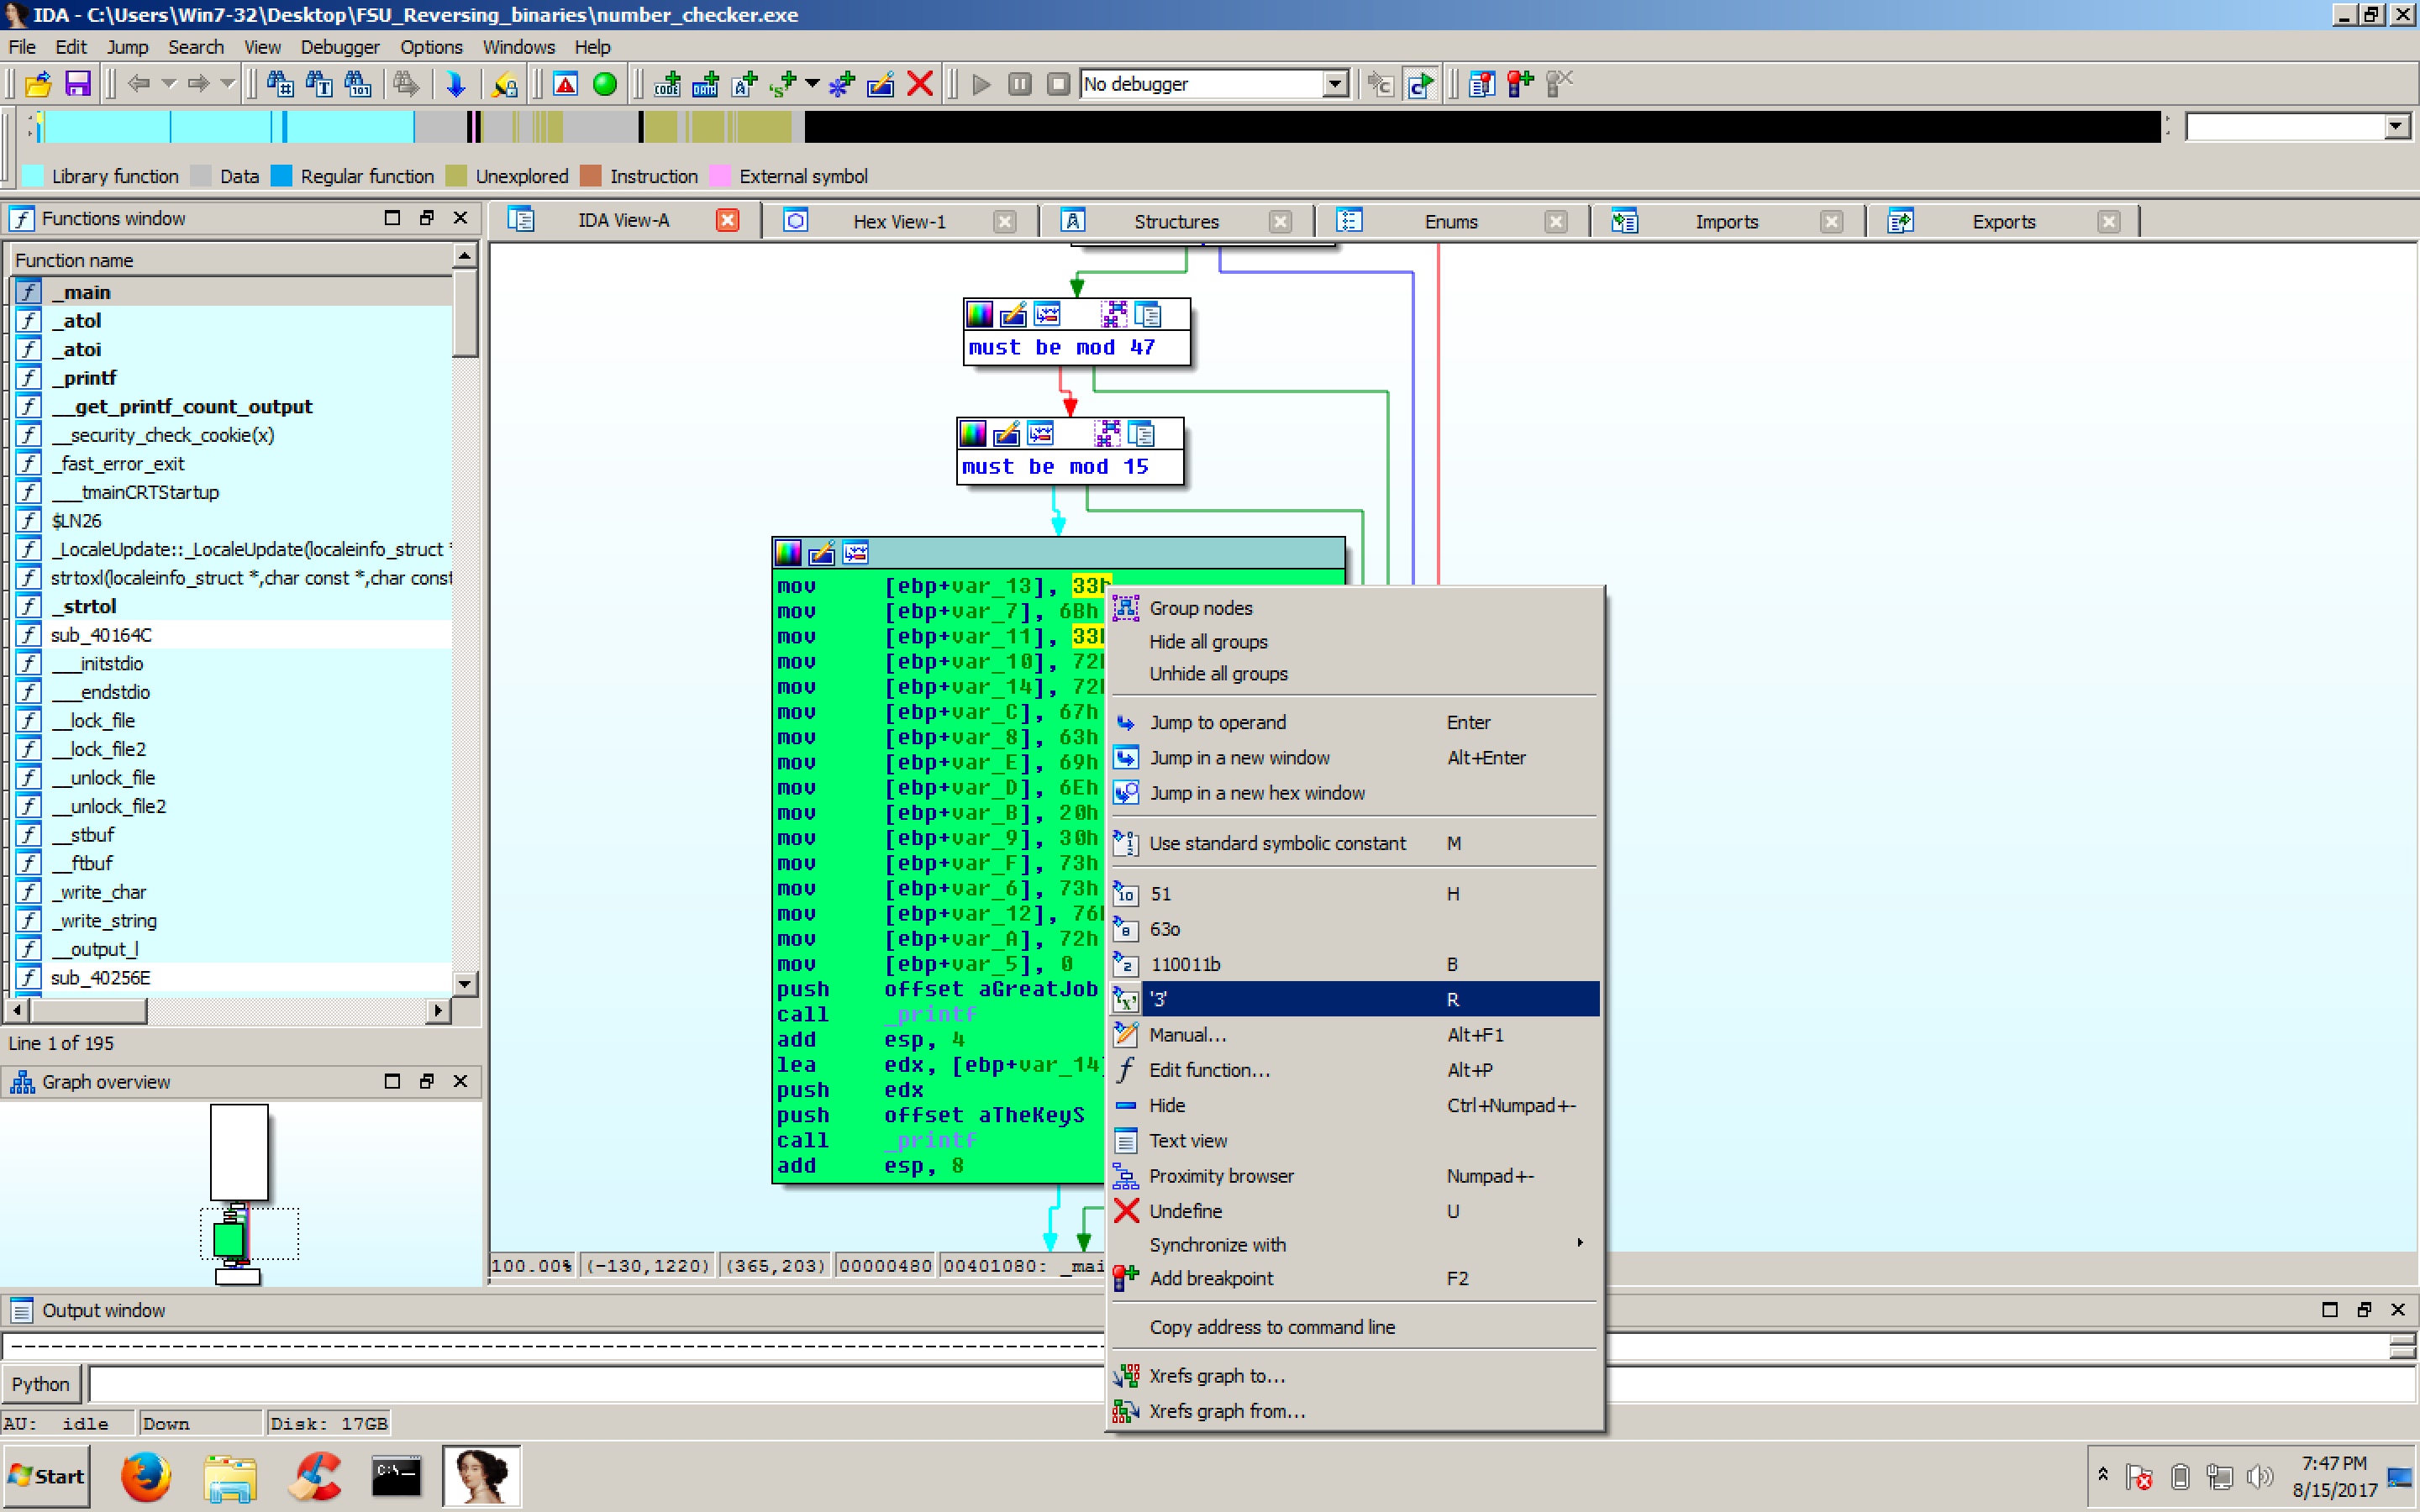 IDA - C:\Users\Win7-32\Desktop\FSU_Reversing_binaries\number_checker.exe
File Edit Jump Search View Debugger Options Windows Help
No debugger
Library function Data Regular function Unexplored Instruction External symbol
Functions window
IDA View-A Hex View-1 Structures Enums Imports Exports
Function name
_main
_atol
_atoi
_printf
__get_printf_count_output
__security_check_cookie(x)
_fast_error_exit
___tmainCRTStartup
$LN26
_LocaleUpdate::_LocaleUpdate(localeinfo_struct *
strtoxl(localeinfo_struct *,char const *,char const
_strtol
sub_40164C
___initstdio
___endstdio
__lock_file
__lock_file2
__unlock_file
__unlock_file2
__stbuf
__ftbuf
_write_char
_write_string
__output_l
sub_40256E
Line 1 of 195
Graph overview
must be mod 47
must be mod 15
mov [ebp+var_13], 33h
mov [ebp+var_7], 6Bh
mov [ebp+var_11], 33h
mov [ebp+var_10], 72h
mov [ebp+var_14], 72h
mov [ebp+var_C], 67h
mov [ebp+var_8], 63h
mov [ebp+var_E], 69h
mov [ebp+var_D], 6Eh
mov [ebp+var_B], 20h
mov [ebp+var_9], 30h
mov [ebp+var_F], 73h
mov [ebp+var_6], 73h
mov [ebp+var_12], 76h
mov [ebp+var_A], 72h
mov [ebp+var_5], 0
push offset aGreatJob
call _printf
add esp, 4
lea edx, [ebp+var_14]
push edx
push offset aTheKeyS
call _printf
add esp, 8
Group nodes
Hide all groups
Unhide all groups
Jump to operand Enter
Jump in a new window Alt+Enter
Jump in a new hex window
Use standard symbolic constant M
51 H
63o
110011b B
'3' R
Manual... Alt+F1
Edit function... Alt+P
Hide Ctrl+Numpad+-
Text view
Proximity browser Numpad+-
Undefine U
Synchronize with
Add breakpoint F2
Copy address to command line
Xrefs graph to...
Xrefs graph from...
100.00% (-130,1220) (365,203) 00000480 00401080: _mai
Output window
Python
AU: idle Down Disk: 17GB
Start
7:47 PM
8/15/2017